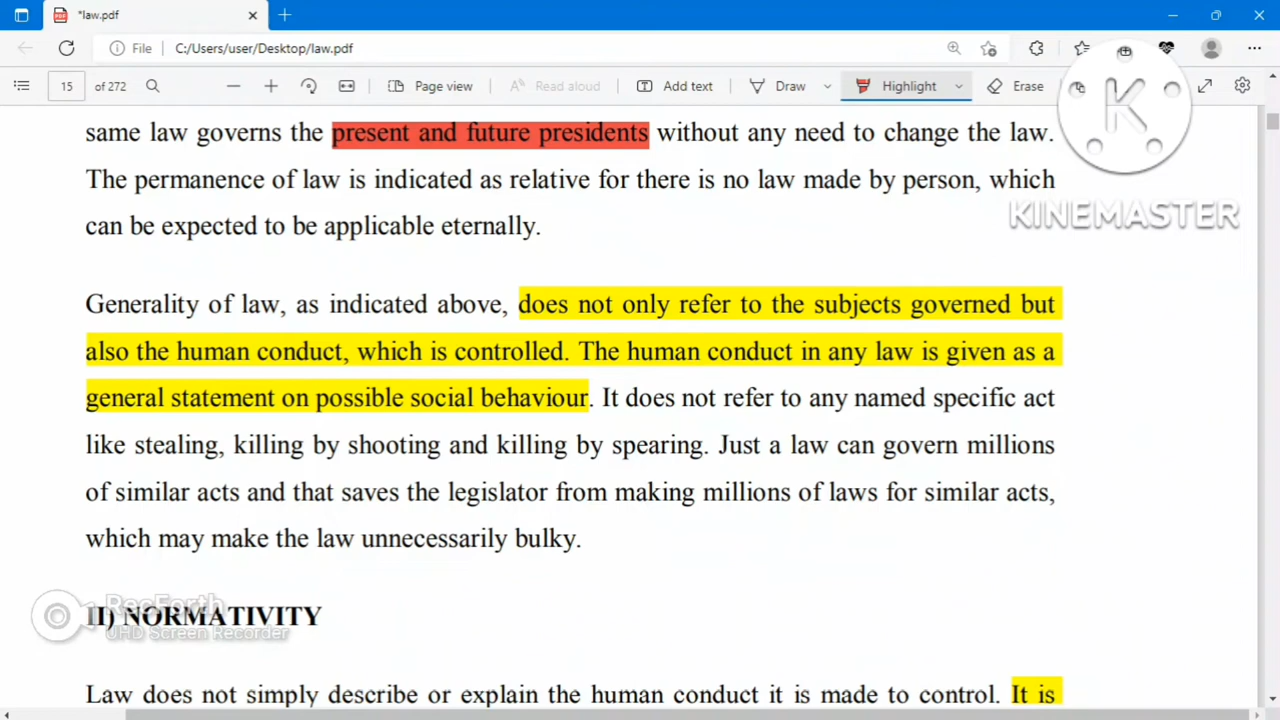 *law.pdf
File C:/Users/user/Desktop/law.pdf
15 of 272 Page view Read aloud Add text Draw Highlight Erase
KINEMASTER
same law governs the present and future presidents without any need to change the law.
The permanence of law is indicated as relative for there is no law made by person, which
can be expected to be applicable eternally.
Generality of law, as indicated above, does not only refer to the subjects governed but
also the human conduct, which is controlled. The human conduct in any law is given as a
general statement on possible social behaviour. It does not refer to any named specific act
like stealing, killing by shooting and killing by spearing. Just a law can govern millions
of similar acts and that saves the legislator from making millions of laws for similar acts,
which may make the law unnecessarily bulky.
RecForth
II) NORMATIVITY
UHD Screen Recorder
Law does not simply describe or explain the human conduct it is made to control. It is